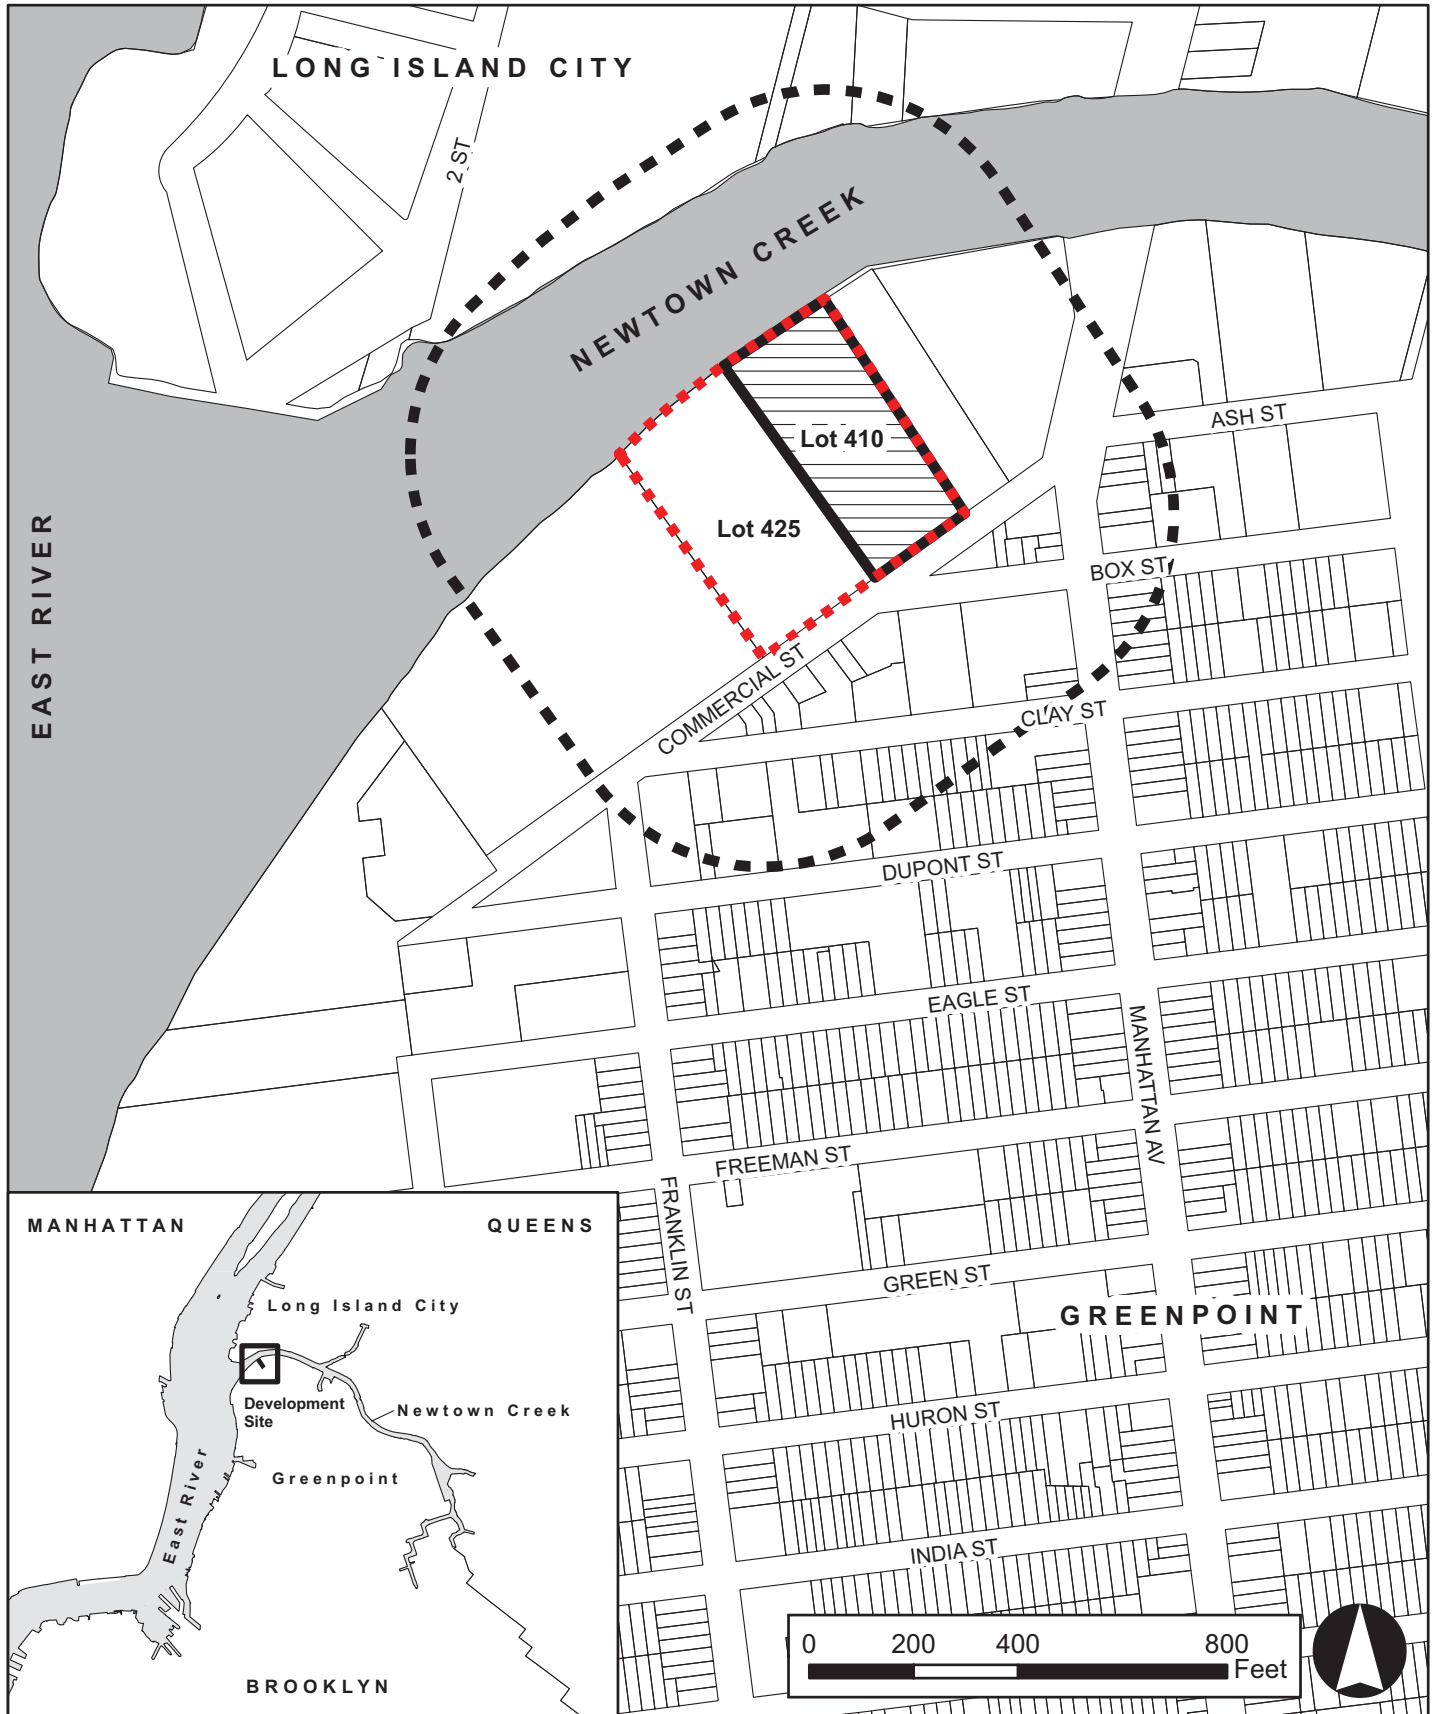 LONG ISLAND CITY
2 ST
NEWTOWN CREEK
ASH ST
Lot 410
EAST RIVER
Lot 425
BOX ST
COMMERCIAL ST
CLAY ST
DUPONT ST
EAGLE ST
MANHATTAN AV
FREEMAN ST
FRANKLIN ST
GREEN ST
GREENPOINT
HURON ST
INDIA ST
MANHATTAN
QUEENS
Long Island City
Development
Site
Newtown Creek
Greenpoint
East River
BROOKLYN
0 200 400 800
Feet